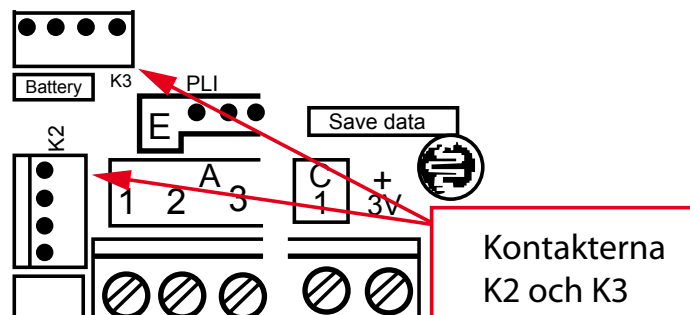 Battery
K3
PLI
E
Save data
K2
A
1 2 3
C
1
+
3V
Kontakterna
K2 och K3